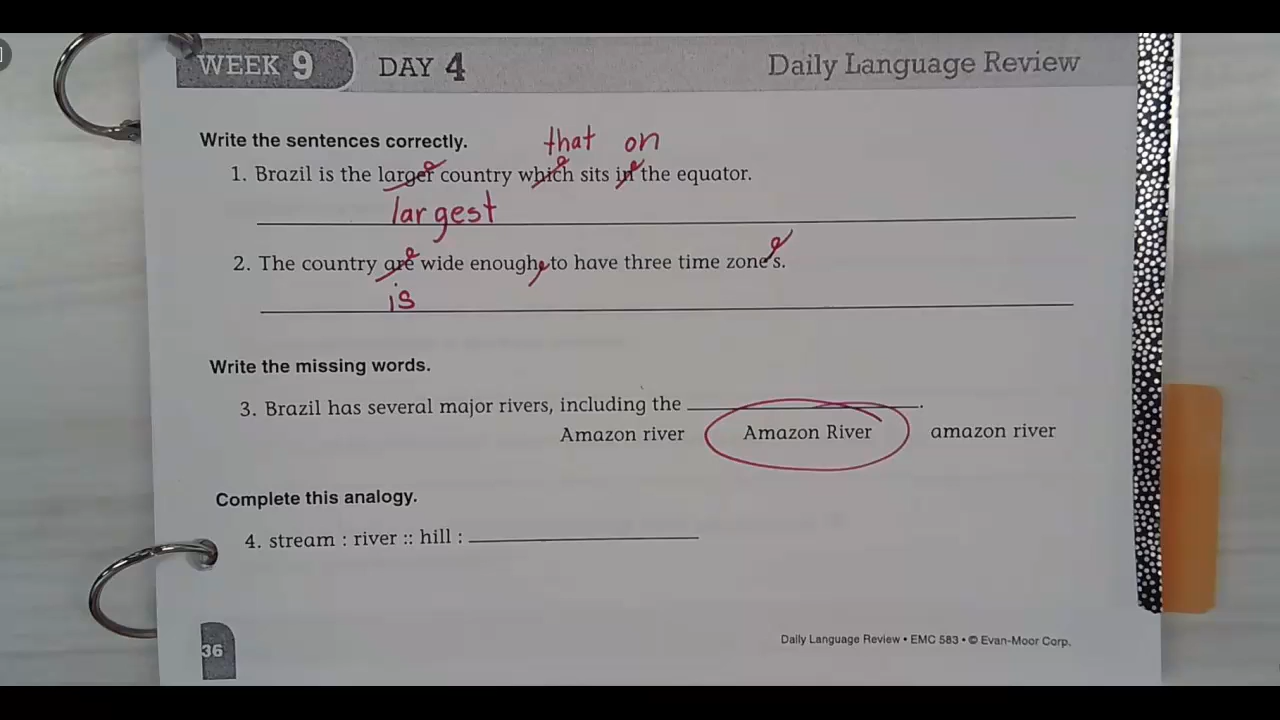 WEEK 9 DAY 4 Daily Language Review
Write the sentences correctly.
that on
1. Brazil is the larger country which sits in the equator.
largest
2. The country are wide enough, to have three time zone's.
is
Write the missing words.
3. Brazil has several major rivers, including the ____________.
Amazon river Amazon River amazon river
Complete this analogy.
4. stream : river :: hill : ____________
36
Daily Language Review • EMC 583 • © Evan-Moor Corp.